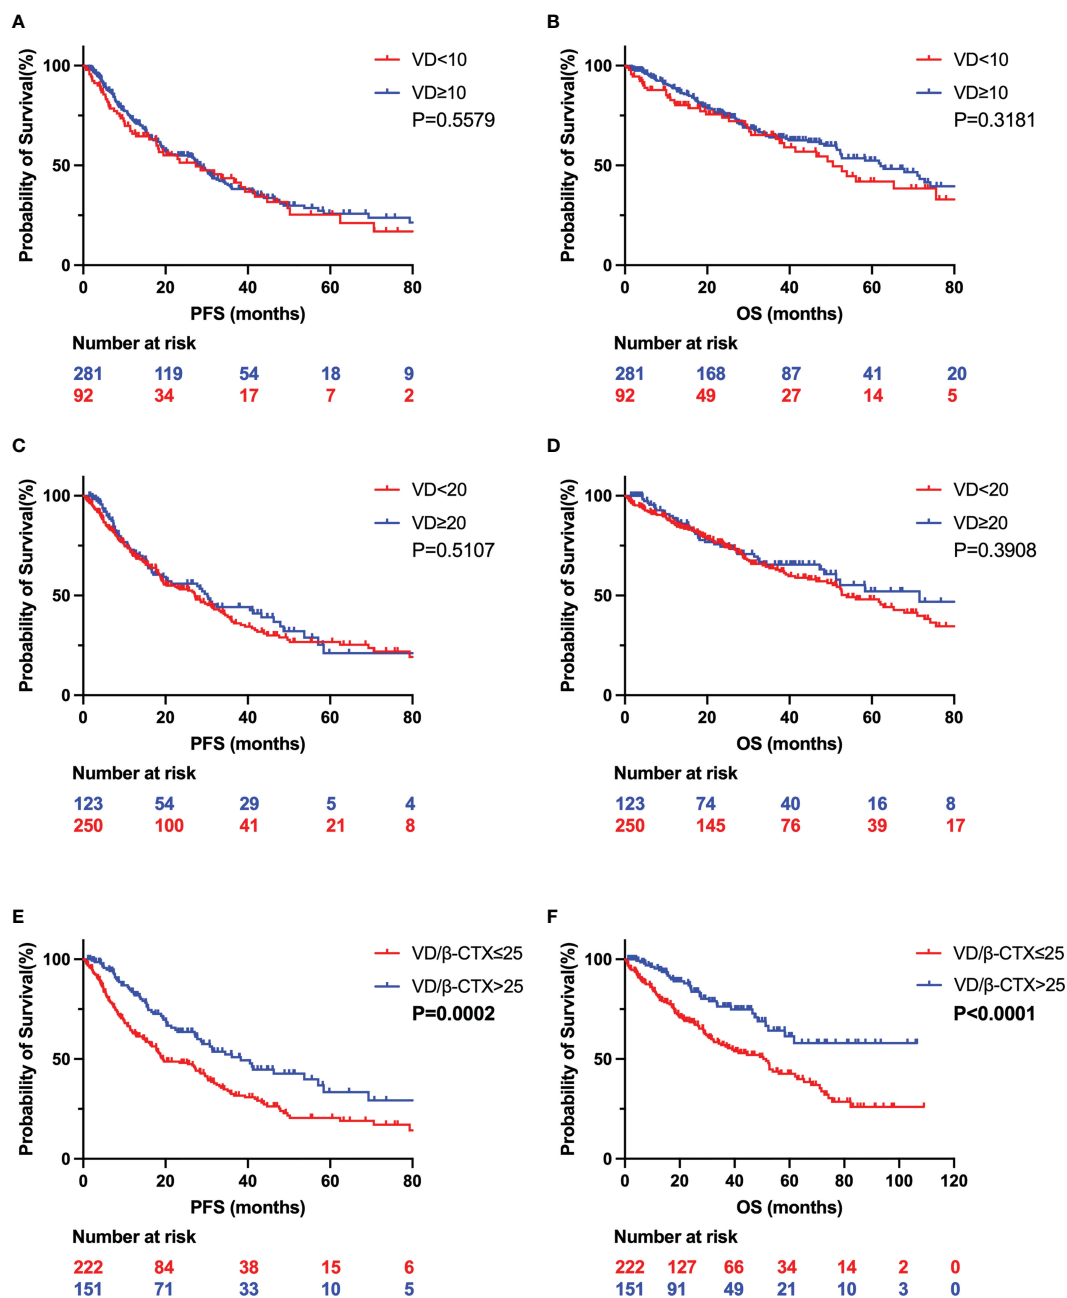 A
Probability of Survival(%)
100
50
0
0 20 40 60 80
PFS (months)
VD<10
VD≥10
P=0.5579
Number at risk
281 119 54 18 9
92 34 17 7 2
B
Probability of Survival(%)
100
50
0
0 20 40 60 80
OS (months)
VD<10
VD≥10
P=0.3181
Number at risk
281 168 87 41 20
92 49 27 14 5
C
Probability of Survival(%)
100
50
0
0 20 40 60 80
PFS (months)
VD<20
VD≥20
P=0.5107
Number at risk
123 54 29 5 4
250 100 41 21 8
D
Probability of Survival(%)
100
50
0
0 20 40 60 80
OS (months)
VD<20
VD≥20
P=0.3908
Number at risk
123 74 40 16 8
250 145 76 39 17
E
Probability of Survival(%)
100
50
0
0 20 40 60 80
PFS (months)
VD/β-CTX≤25
VD/β-CTX>25
P=0.0002
Number at risk
222 84 38 15 6
151 71 33 10 5
F
Probability of Survival(%)
100
50
0
0 20 40 60 80 100 120
OS (months)
VD/β-CTX≤25
VD/β-CTX>25
P<0.0001
Number at risk
222 127 66 34 14 2 0
151 91 49 21 10 3 0